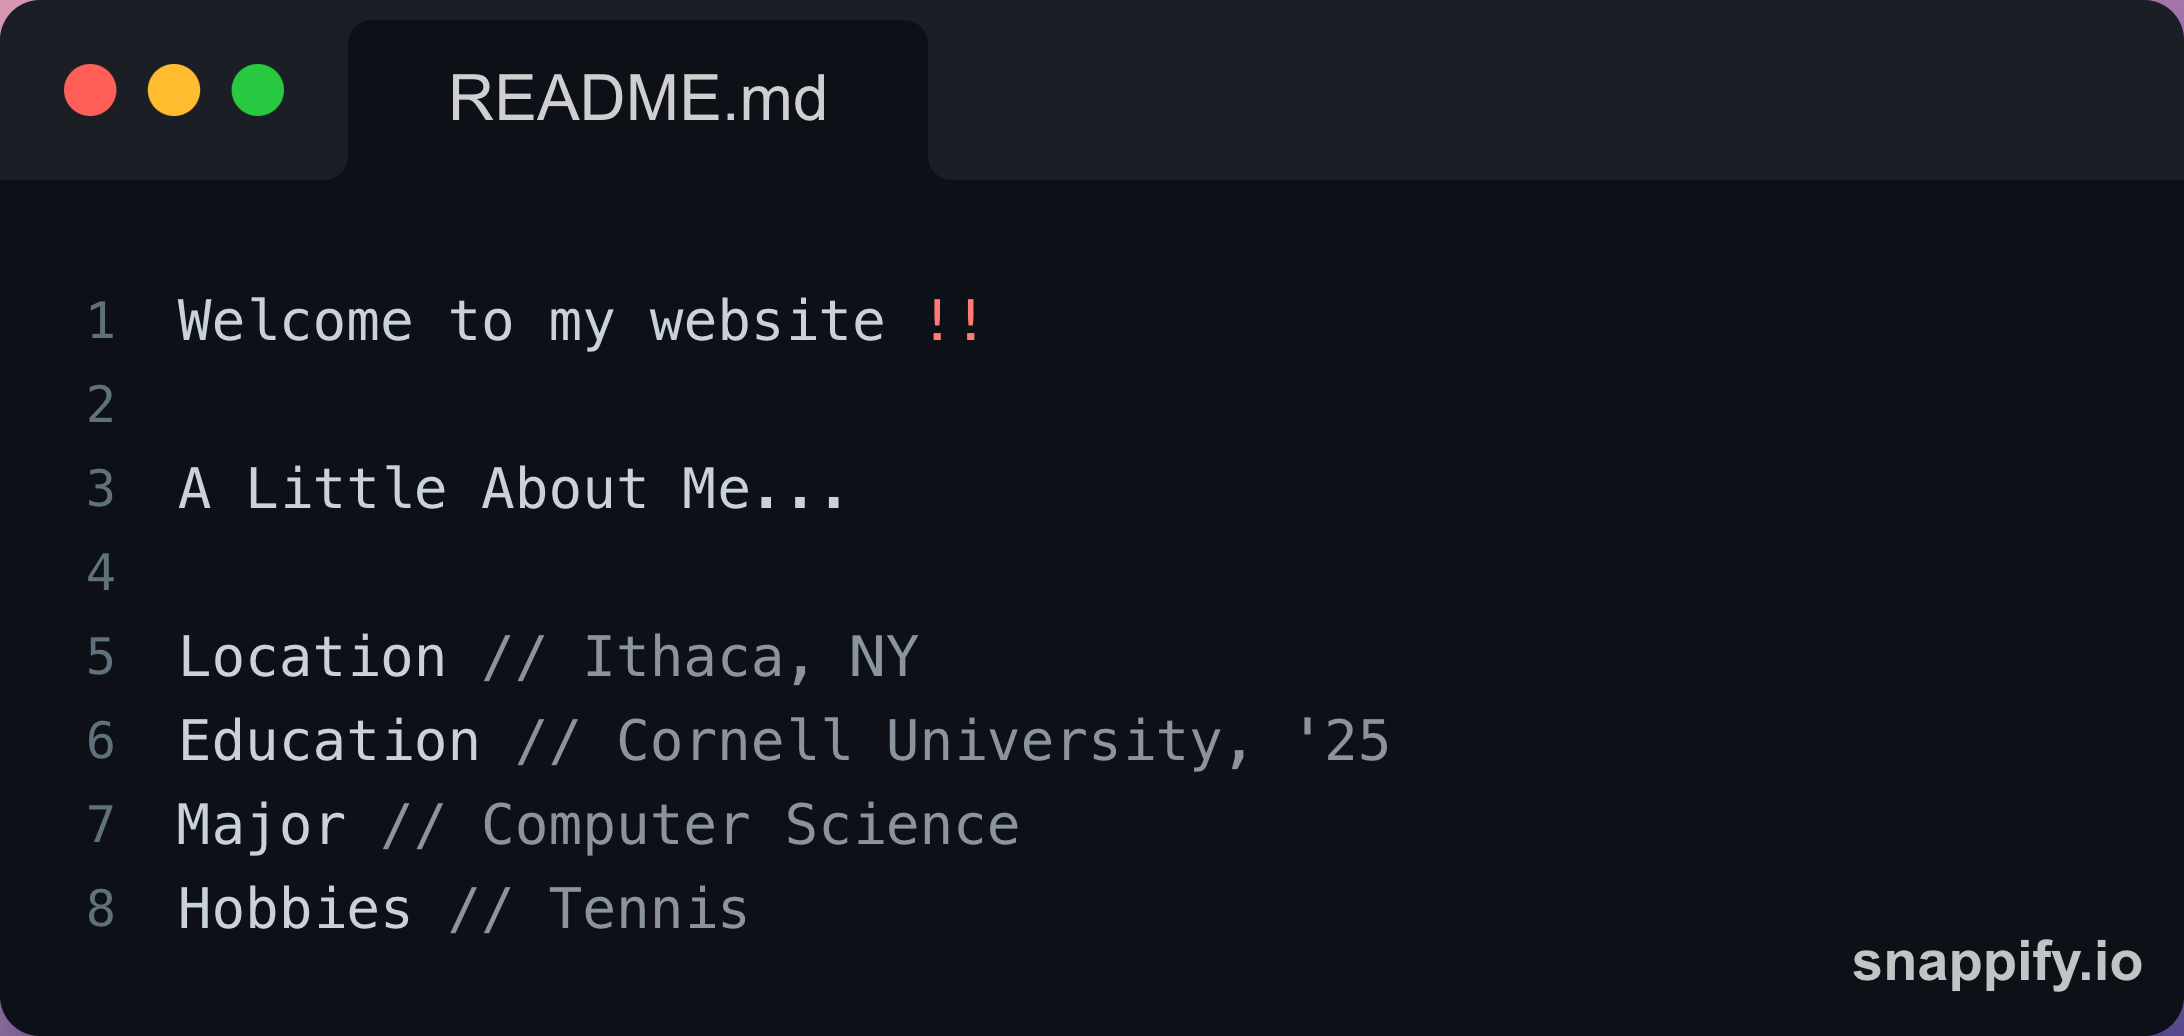 README.md
1 Welcome to my website !!
2
3 A Little About Me...
4
5 Location // Ithaca, NY
6 Education // Cornell University, '25
7 Major // Computer Science
8 Hobbies // Tennis
snappify.io